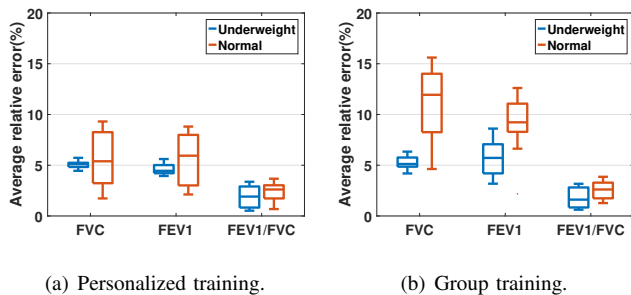 20
15
10
5
0
Average relative error(%)
Underweight
Normal
FVC
FEV1
FEV1/FVC
(a) Personalized training.
20
15
10
5
0
Average relative error(%)
Underweight
Normal
FVC
FEV1
FEV1/FVC
(b) Group training.